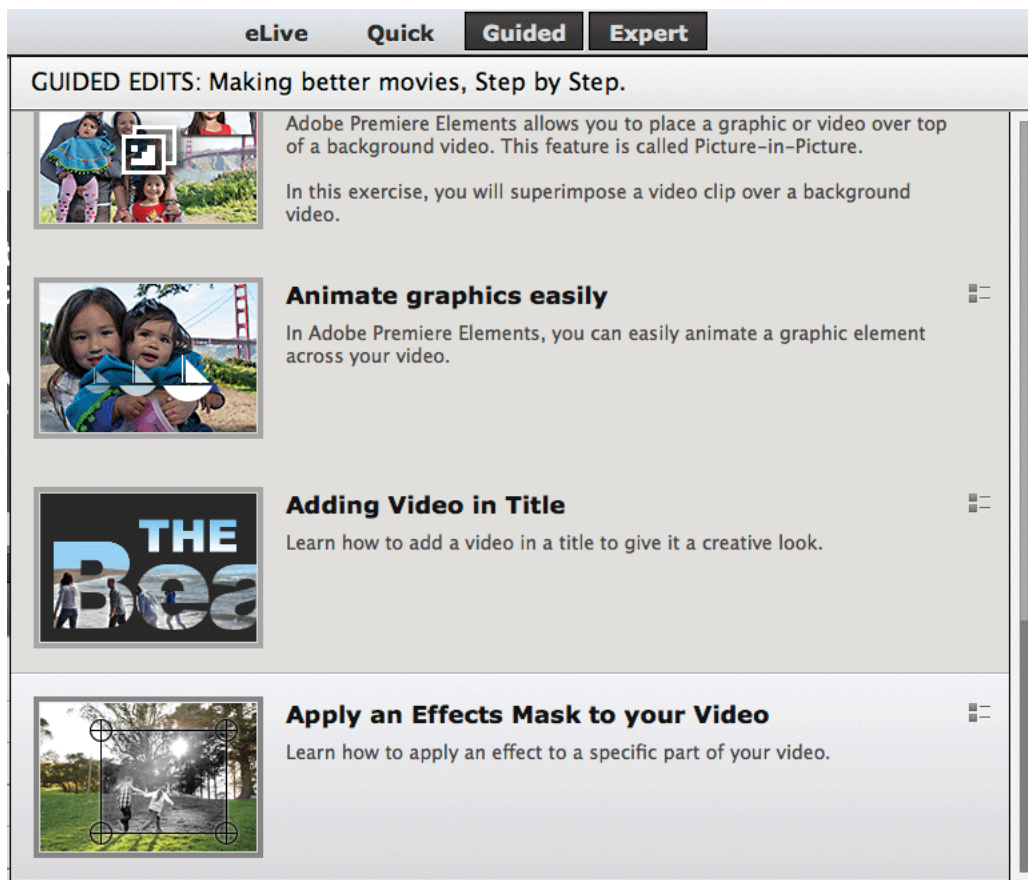 eLive Quick Guided Expert
GUIDED EDITS: Making better movies, Step by Step.
Adobe Premiere Elements allows you to place a graphic or video over top
of a background video. This feature is called Picture-in-Picture.
In this exercise, you will superimpose a video clip over a background
video.
Animate graphics easily
In Adobe Premiere Elements, you can easily animate a graphic element
across your video.
THE
Bea
Adding Video in Title
Learn how to add a video in a title to give it a creative look.
Apply an Effects Mask to your Video
Learn how to apply an effect to a specific part of your video.